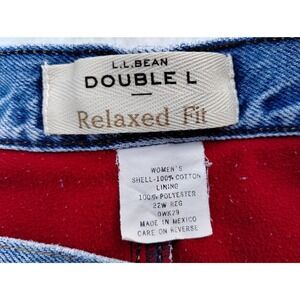 L.L.BEAN
DOUBLE L
Relaxed Fit
WOMEN'S
SHELL-100% COTTON
LINING
100% POLYESTER
22W REG
0WK79
MADE IN MEXICO
CARE ON REVERSE